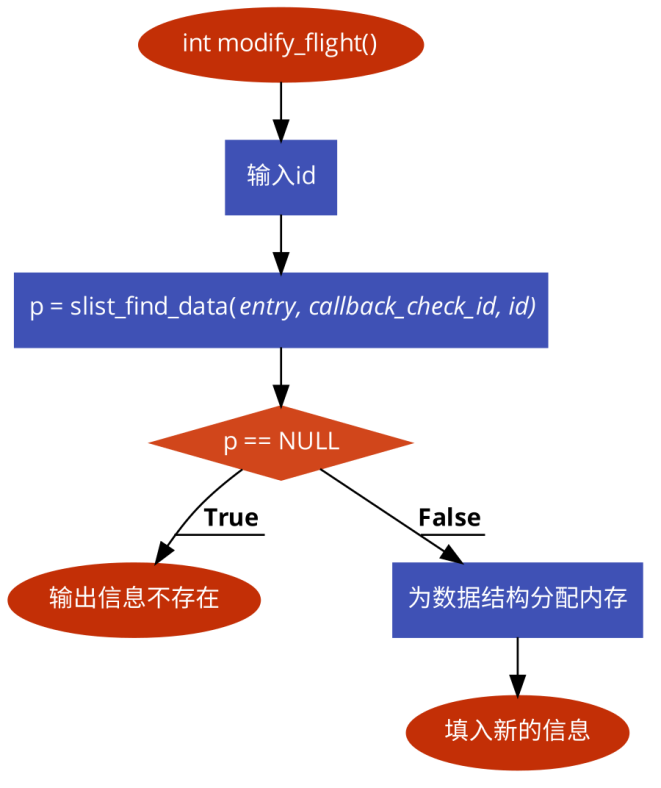 int modify_flight()
输入id
p = slist_find_data(entry, callback_check_id, id)
p == NULL
True
False
输出信息不存在
为数据结构分配内存
填入新的信息